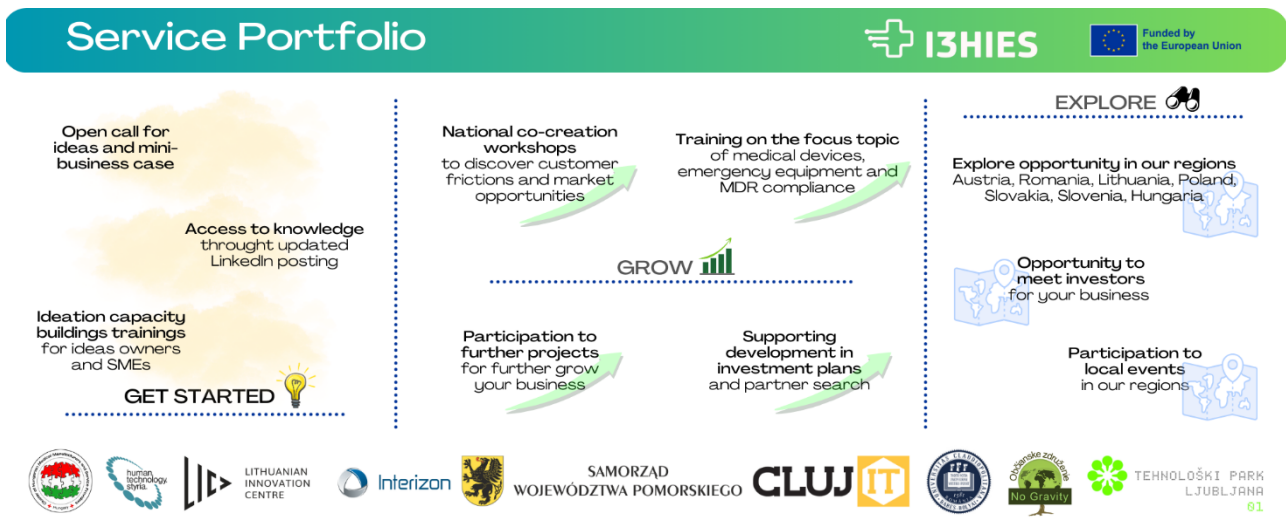 Service Portfolio
I3HIES
Funded by
the European Union
Open call for
ideas and mini-
business case
Access to knowledge
throught updated
LinkedIn posting
Ideation capacity
buildings trainings
for ideas owners
and SMEs
GET STARTED
National co-creation
workshops
to discover customer
frictions and market
opportunities
Training on the focus topic
of medical devices,
emergency equipment and
MDR compliance
GROW
Participation to
further projects
for further grow
your business
Supporting
development in
investment plans
and partner search
EXPLORE
Explore opportunity in our regions
Austria, Romania, Lithuania, Poland,
Slovakia, Slovenia, Hungaria
Opportunity to
meet investors
for your business
Participation to
local events
in our regions
human.
technology.
styria.
LIC
LITHUANIAN
INNOVATION
CENTRE
Interizon
SAMORZĄD
WOJEWÓDZTWA POMORSKIEGO
CLUJ IT
Občianske združenie
No Gravity
TEHNOLOŠKI PARK
LJUBLJANA
01